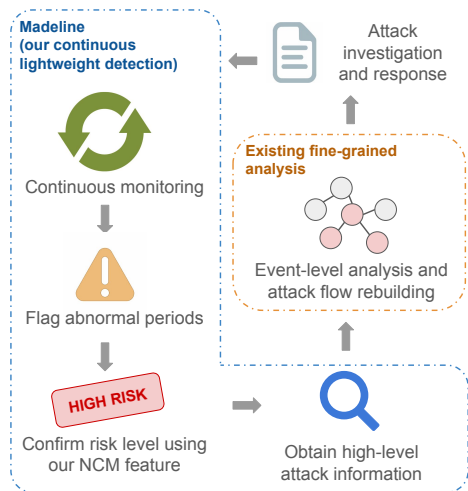 Madeline
(our continuous
lightweight detection)
Continuous monitoring
Flag abnormal periods
HIGH RISK
Confirm risk level using
our NCM feature
Obtain high-level
attack information
Existing fine-grained
analysis
Event-level analysis and
attack flow rebuilding
Attack
investigation
and response